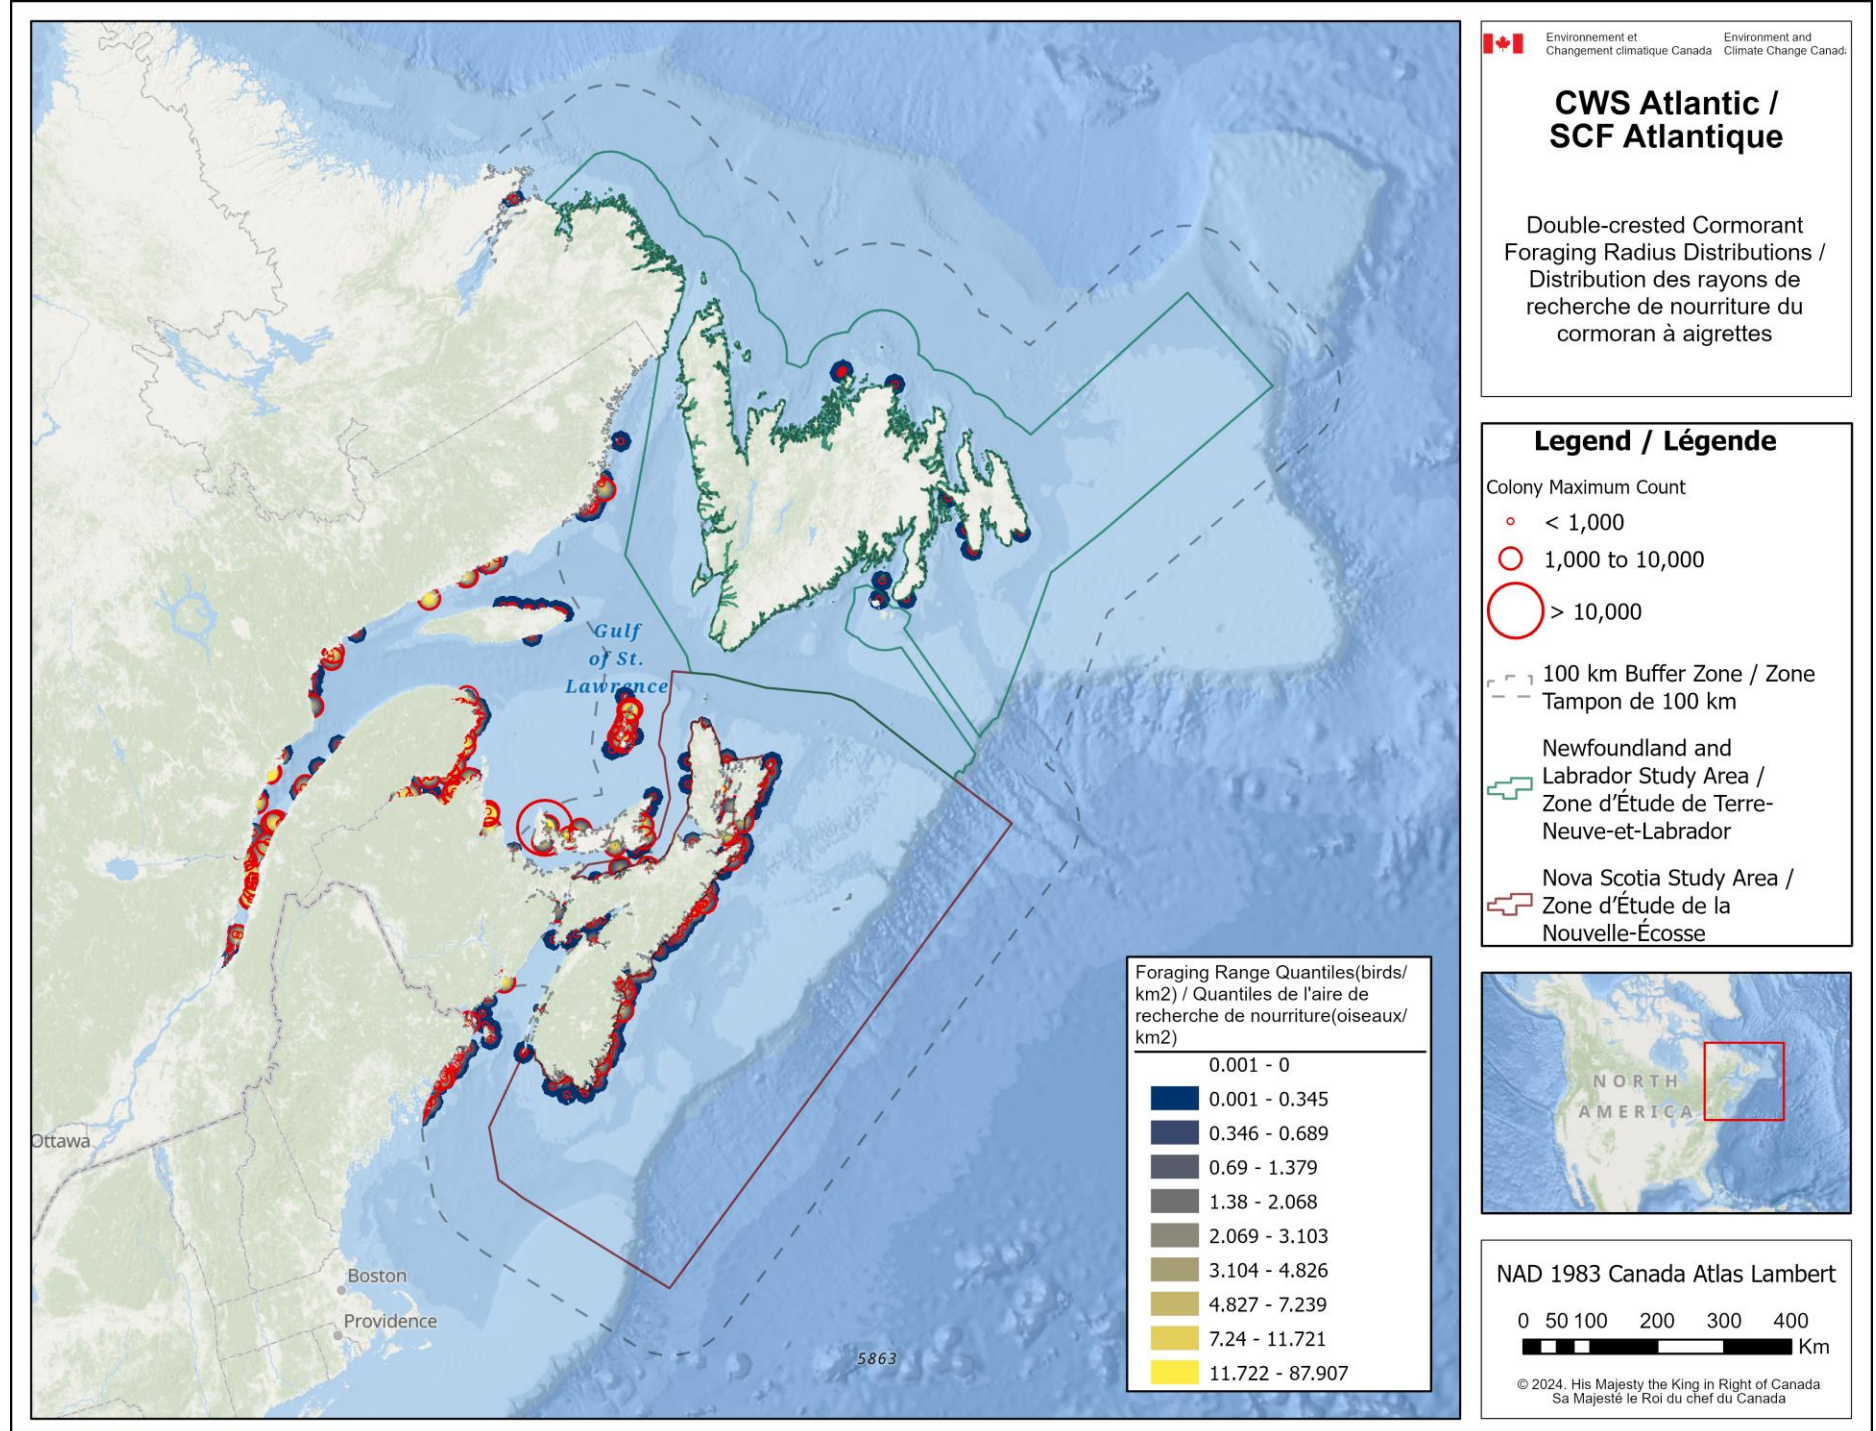 Environnement et
Changement climatique Canada
Environment and
Climate Change Canad
CWS Atlantic /
SCF Atlantique
Double-crested Cormorant
Foraging Radius Distributions /
Distribution des rayons de
recherche de nourriture du
cormoran à aigrettes
Legend / Légende
Colony Maximum Count
< 1,000
1,000 to 10,000
> 10,000
100 km Buffer Zone / Zone
Tampon de 100 km
Newfoundland and
Labrador Study Area /
Zone d'Étude de Terre-
Neuve-et-Labrador
Nova Scotia Study Area /
Zone d'Étude de la
Nouvelle-Écosse
Gulf
of St.
Lawrence
Ottawa
Boston
Providence
5863
Foraging Range Quantiles(birds/
km2) / Quantiles de l'aire de
recherche de nourriture(oiseaux/
km2)
0.001 - 0
0.001 - 0.345
0.346 - 0.689
0.69 - 1.379
1.38 - 2.068
2.069 - 3.103
3.104 - 4.826
4.827 - 7.239
7.24 - 11.721
11.722 - 87.907
NORTH
AMERICA
NAD 1983 Canada Atlas Lambert
0 50 100 200 300 400
Km
© 2024. His Majesty the King in Right of Canada
Sa Majesté le Roi du chef du Canada